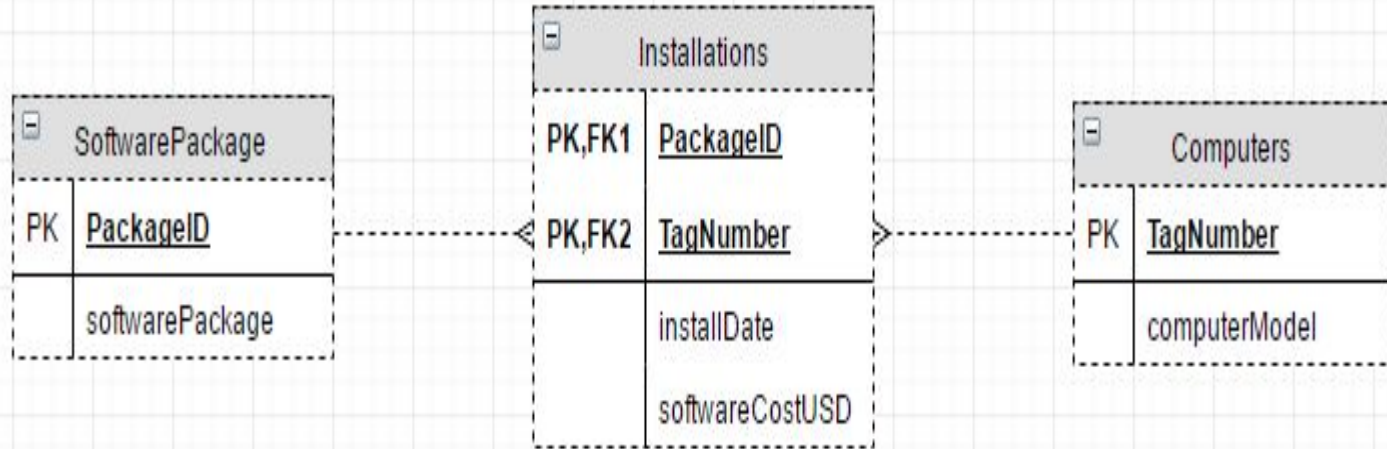 SoftwarePackage
PK PackageID
softwarePackage
Installations
PK,FK1 PackageID
PK,FK2 TagNumber
installDate
softwareCostUSD
Computers
PK TagNumber
computerModel